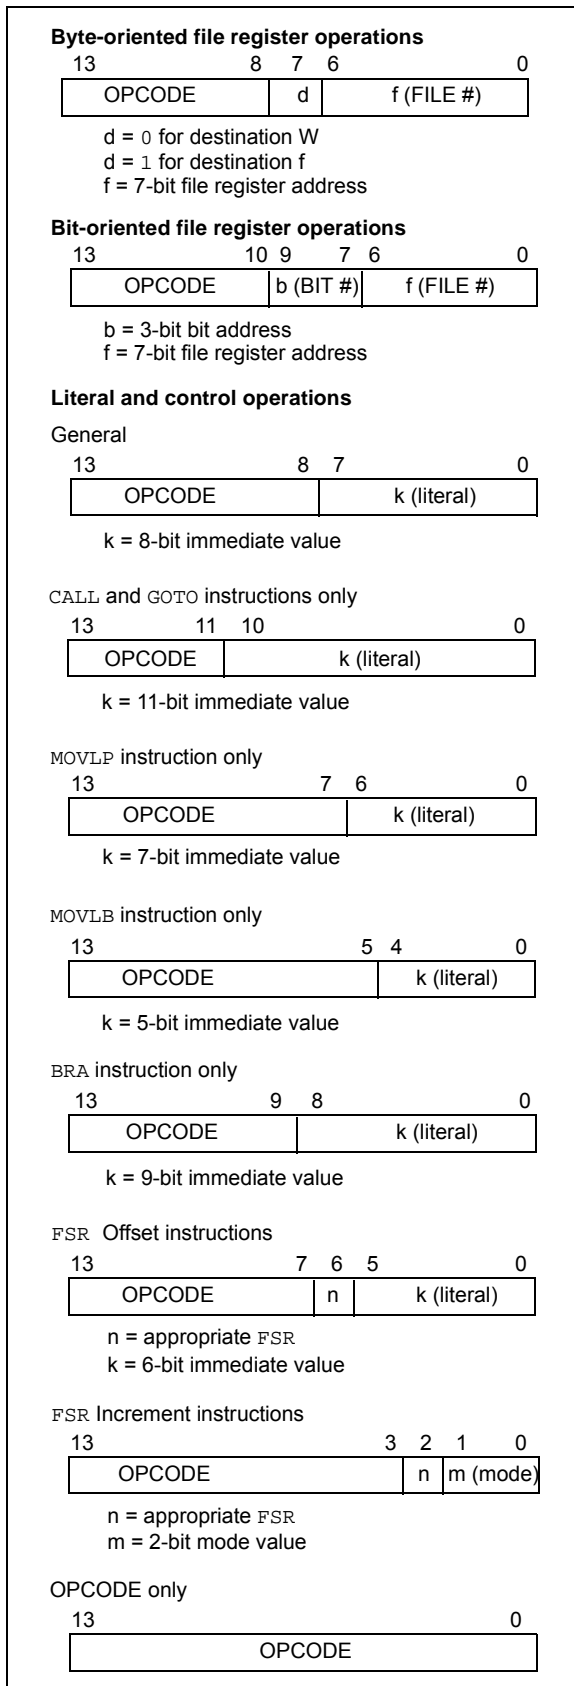 Byte-oriented file register operations
13 8 7 6 0
OPCODE d f (FILE #)
d = 0 for destination W
d = 1 for destination f
f = 7-bit file register address
Bit-oriented file register operations
13 10 9 7 6 0
OPCODE b (BIT #) f (FILE #)
b = 3-bit bit address
f = 7-bit file register address
Literal and control operations
General
13 8 7 0
OPCODE k (literal)
k = 8-bit immediate value
CALL and GOTO instructions only
13 11 10 0
OPCODE k (literal)
k = 11-bit immediate value
MOVLP instruction only
13 7 6 0
OPCODE k (literal)
k = 7-bit immediate value
MOVLB instruction only
13 5 4 0
OPCODE k (literal)
k = 5-bit immediate value
BRA instruction only
13 9 8 0
OPCODE k (literal)
k = 9-bit immediate value
FSR Offset instructions
13 7 6 5 0
OPCODE n k (literal)
n = appropriate FSR
k = 6-bit immediate value
FSR Increment instructions
13 3 2 1 0
OPCODE n m (mode)
n = appropriate FSR
m = 2-bit mode value
OPCODE only
13 0
OPCODE